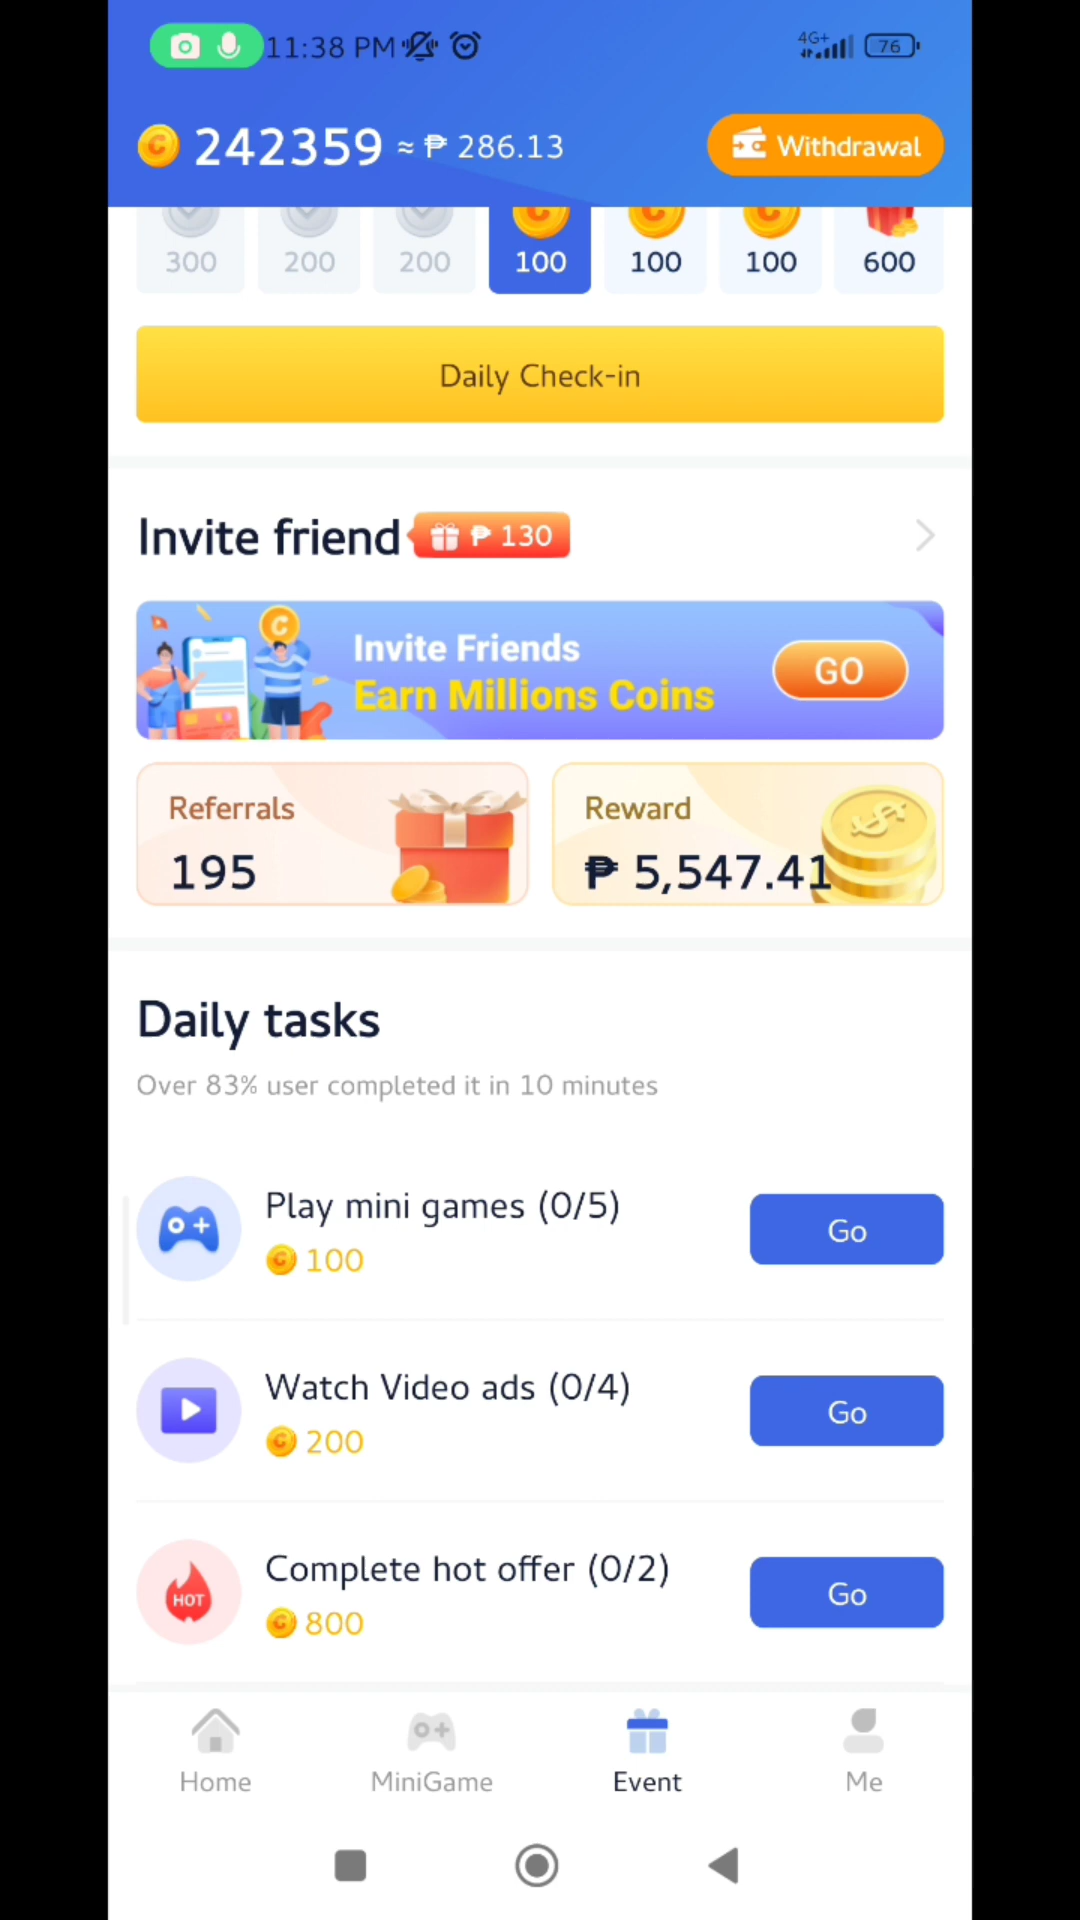 11:38 PM 4G+ 76
242359 ≈ ₱ 286.13 Withdrawal
300 200 200 100 100 100 600
Daily Check-in
Invite friend ₱ 130
Invite Friends
Earn Millions Coins
GO
Referrals
195
Reward
₱ 5,547.41
Daily tasks
Over 83% user completed it in 10 minutes
Play mini games (0/5)
100
Go
Watch Video ads (0/4)
200
Go
HOT
Complete hot offer (0/2)
800
Go
Home MiniGame Event Me